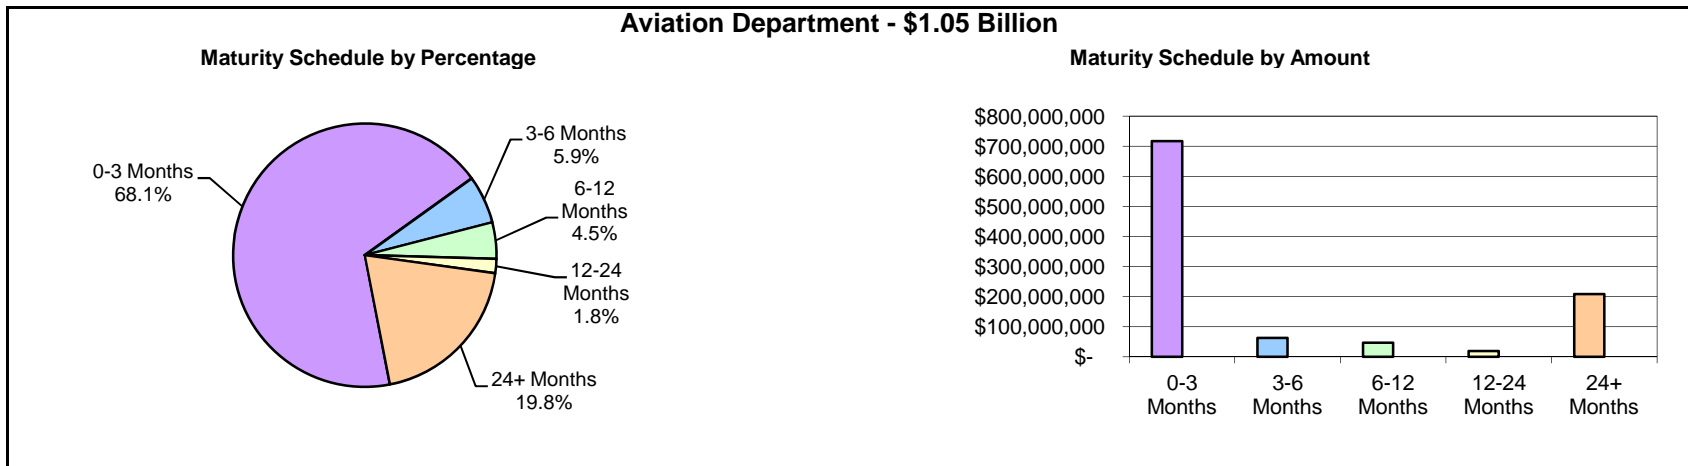 Aviation Department - $1.05 Billion
Maturity Schedule by Percentage
0-3 Months
68.1%
3-6 Months
5.9%
6-12
Months
4.5%
12-24
Months
1.8%
24+ Months
19.8%
Maturity Schedule by Amount
$800,000,000
$700,000,000
$600,000,000
$500,000,000
$400,000,000
$300,000,000
$200,000,000
$100,000,000
$-
0-3
Months
3-6
Months
6-12
Months
12-24
Months
24+
Months